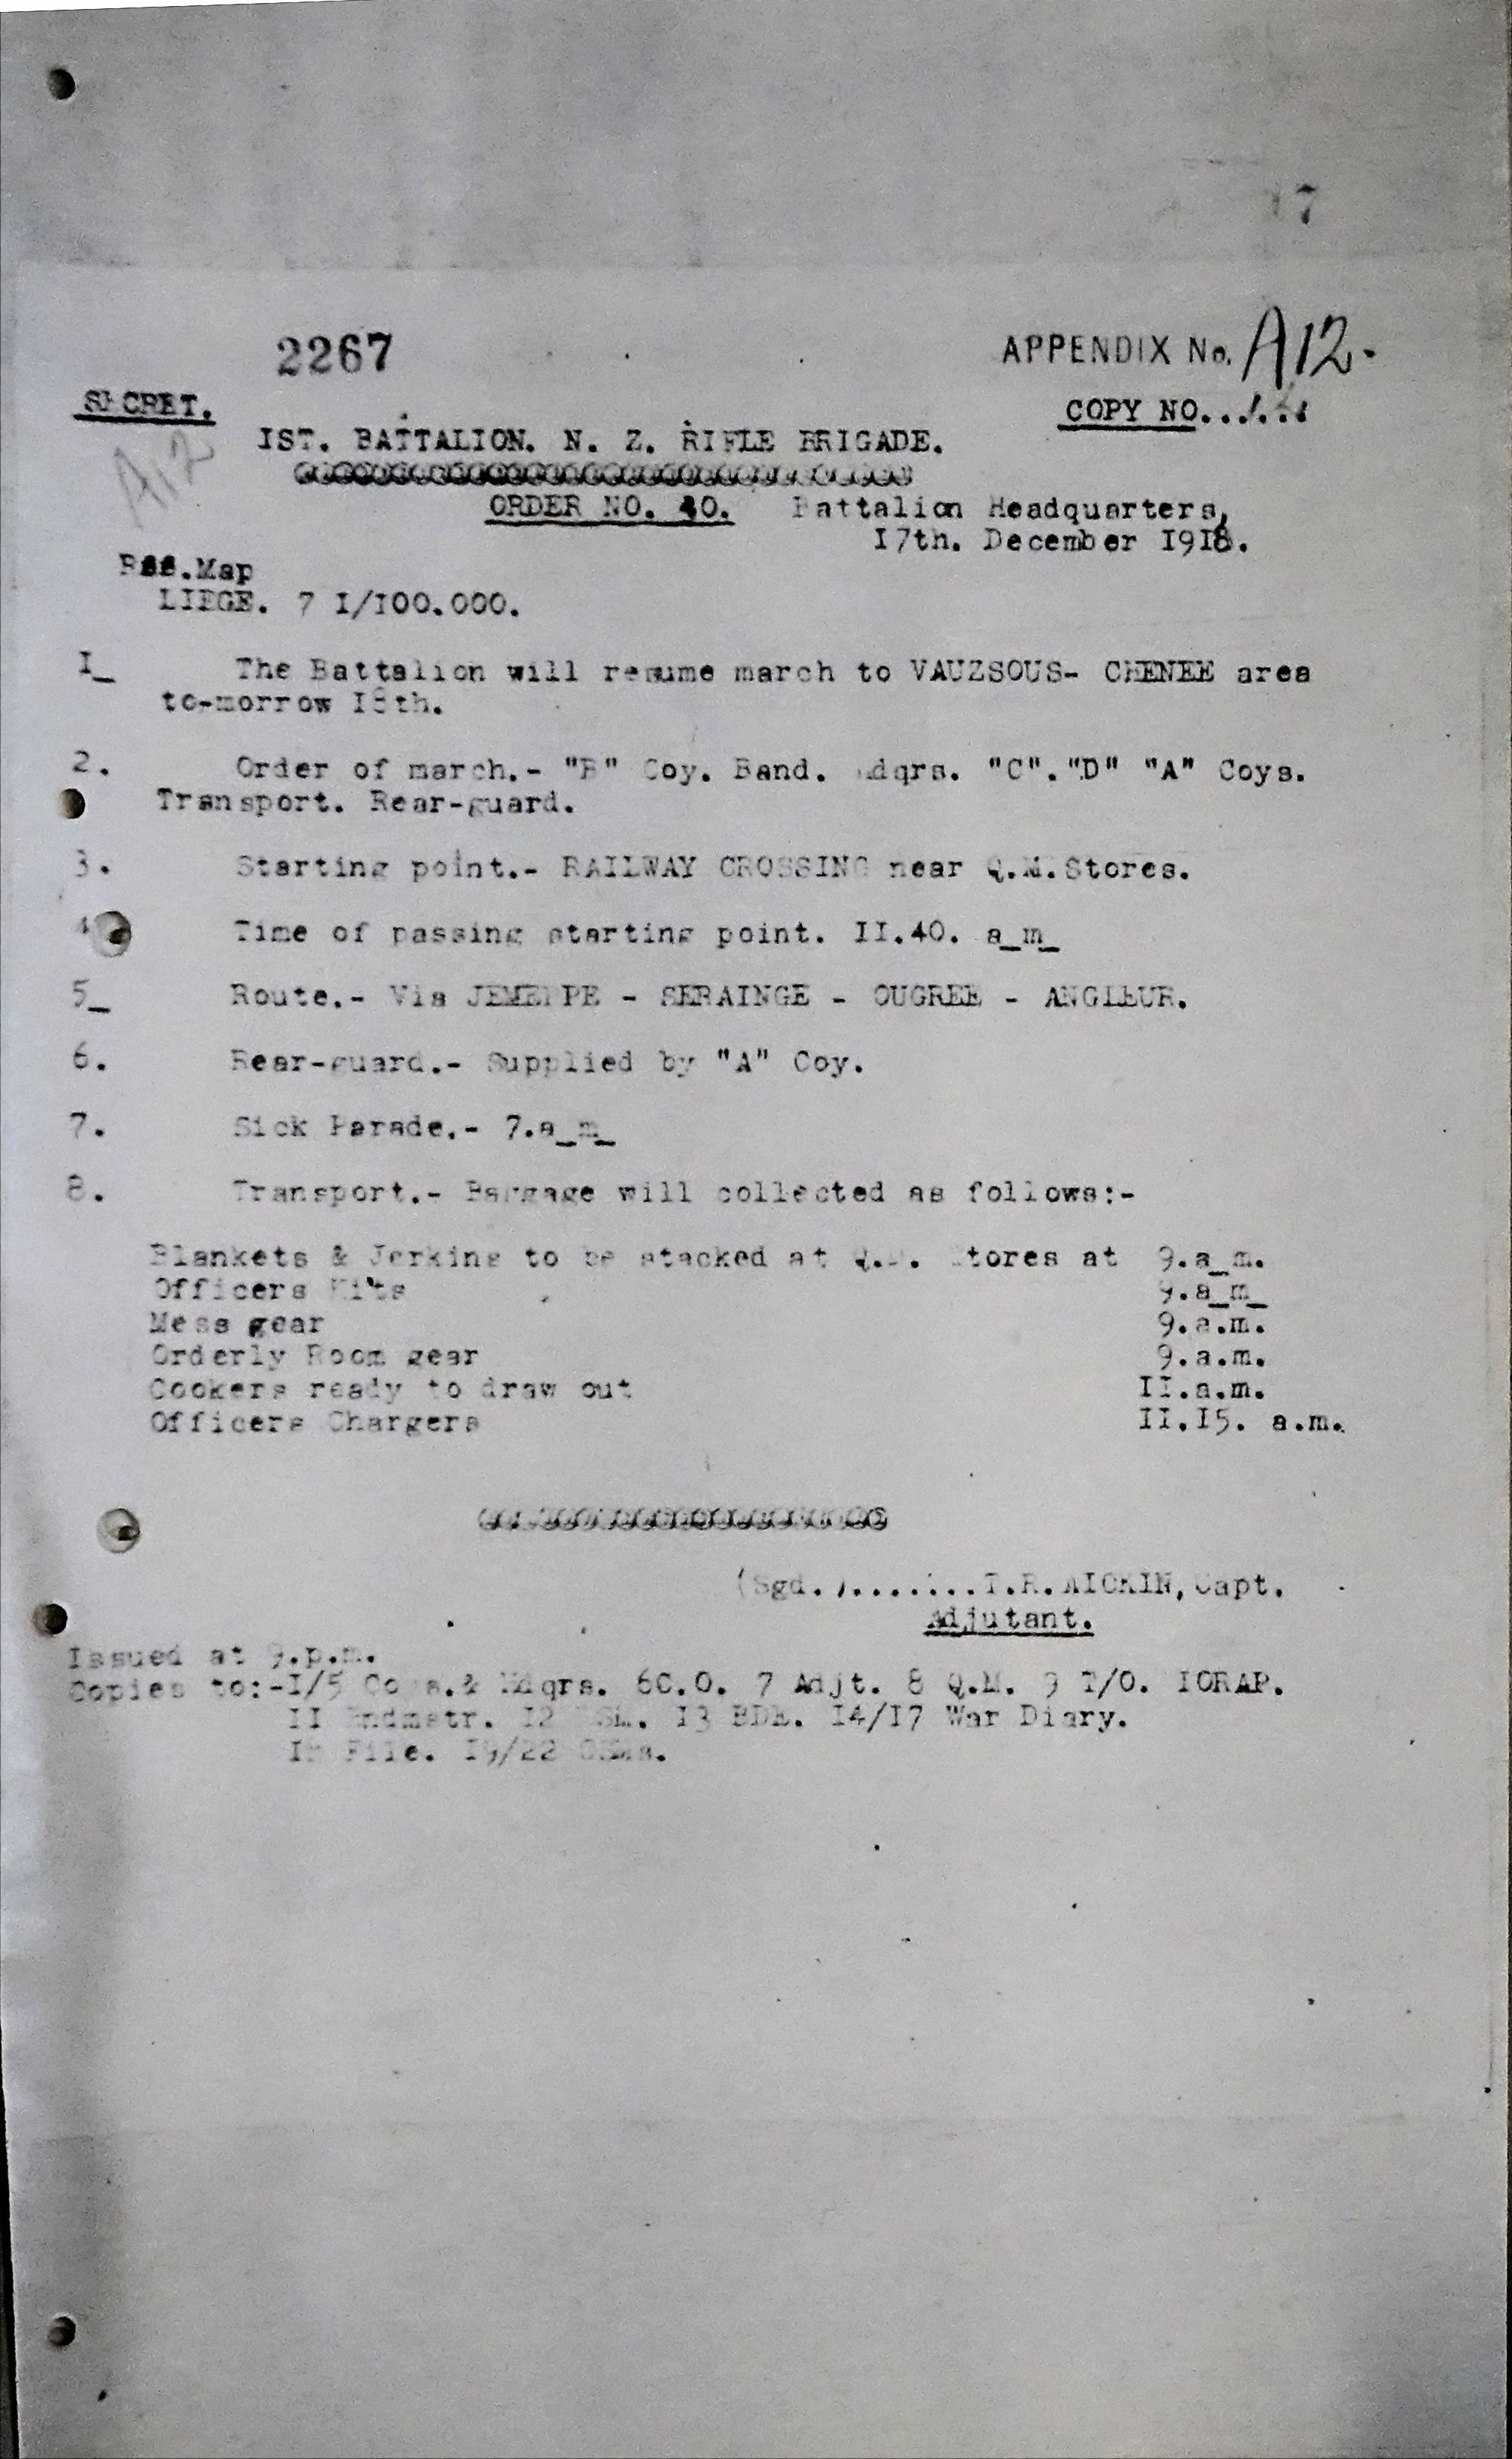 7
2267
APPENDIX No. A12.
SECRET.
COPY NO...
A12
IST. BATTALION. N. Z. RIFLE BRIGADE.
ORDER NO. 40. Battalion Headquarters,
17th. December 1918.
Map
LIEGE. 7 I/I00.000.
I_ The Battalion will resume march to VAUZSOUS- CHENEE area
to-morrow I8th.
2. Order of march.- "B" Coy. Band. Hdqrs. "C"."D" "A" Coys.
Transport. Rear-guard.
3. Starting point.- RAILWAY CROSSING near Q.M.Stores.
4 Time of passing starting point. II.40. a_m_
5_ Route.- Via JEMEPPE - SERAINGE - OUGREE - ANGLEUR.
6. Rear-guard.- Supplied by "A" Coy.
7. Sick Parade.- 7.a_m_
8. Transport.- Baggage will collected as follows:-
Blankets & Jerkins to be stacked at Q.M. Stores at 9.a_m.
Officers Kits 9.a_m_
Mess gear 9.a.m.
Orderly Room gear 9.a.m.
Cookers ready to draw out II.a.m.
Officers Chargers II.I5. a.m.
(Sgd.)........T.R.AICKIN, Capt.
Adjutant.
Issued at 9.p.m.
Copies to:-I/5 Coys.& Hdqrs. 6C.O. 7 Adjt. 8 Q.M. 9 T/O. IORAP.
II Bndmstr. I2 RSM. I3 BDE. I4/I7 War Diary.
I8 File. I9/22